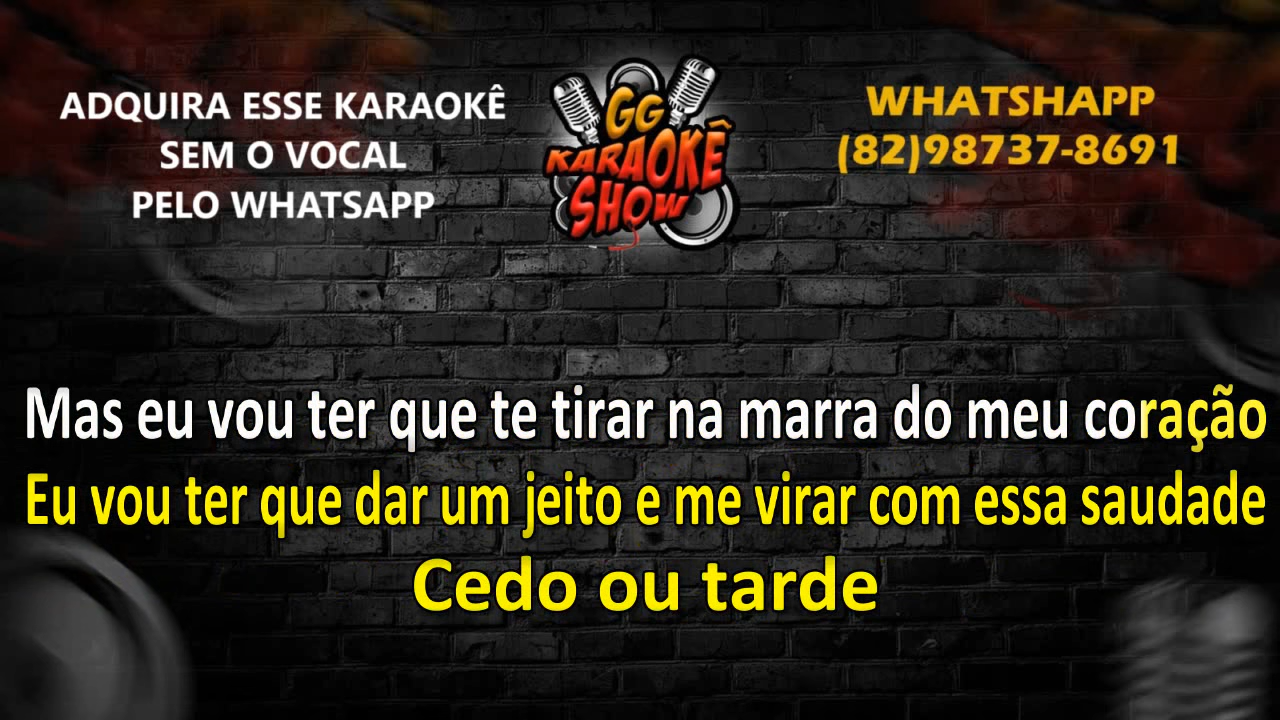 ADQUIRA ESSE KARAOKÊ
SEM O VOCAL
PELO WHATSAPP
GG
KARAOKÊ
SHOW
WHATSHAPP
(82)98737-8691
Mas eu vou ter que te tirar na marra do meu coração
Eu vou ter que dar um jeito e me virar com essa saudade
Cedo ou tarde